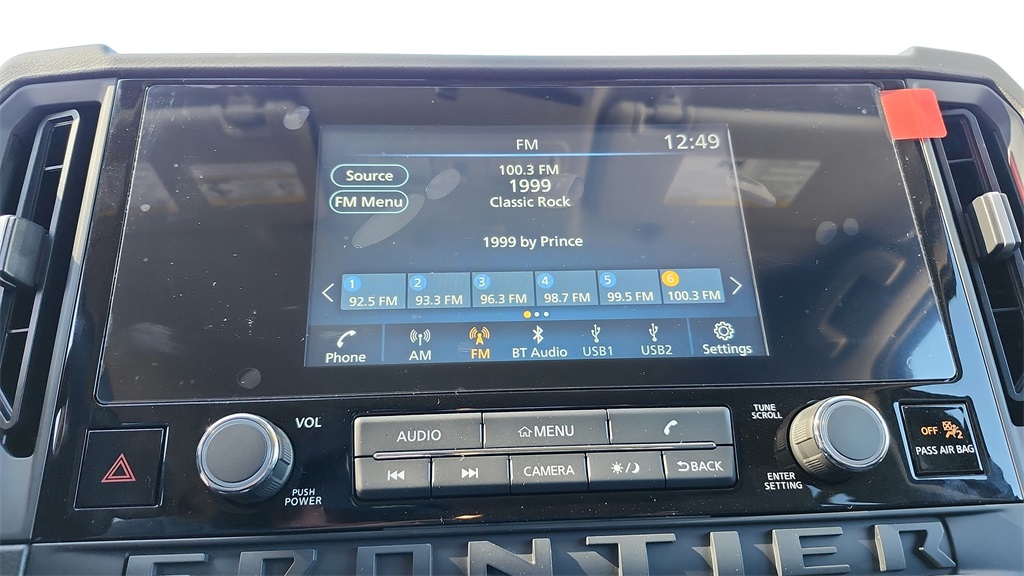 FM
12:49
Source
100.3 FM
1999
FM Menu
Classic Rock
1999 by Prince
1 2 3 4 5 6
92.5 FM 93.3 FM 96.3 FM 98.7 FM 99.5 FM 100.3 FM
Phone AM FM BT Audio USB1 USB2 Settings
VOL
PUSH
POWER
AUDIO
MENU
CAMERA
BACK
TUNE
SCROLL
ENTER
SETTING
OFF 2
PASS AIR BAG
FRONTIER